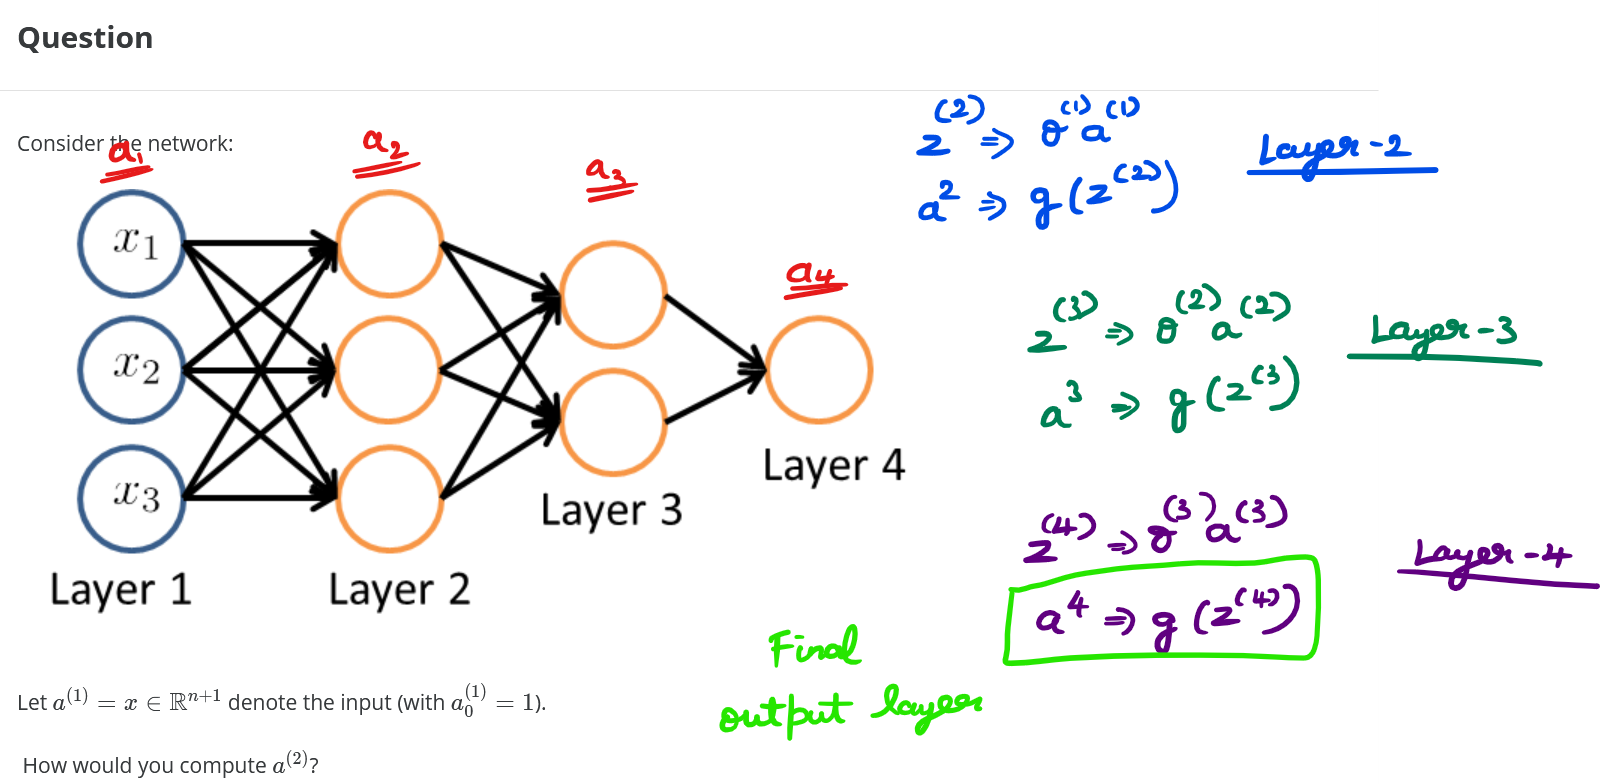 Question
Consider the network:
a₁
a₂
a₃
a₄
x₁
x₂
x₃
Layer 1
Layer 2
Layer 3
Layer 4
z⁽²⁾ ⇒ θ⁽¹⁾a⁽¹⁾
a² ⇒ g(z⁽²⁾)
Layer-2
z⁽³⁾ ⇒ θ⁽²⁾a⁽²⁾
a³ ⇒ g(z⁽³⁾)
Layer-3
z⁽⁴⁾ ⇒ θ⁽³⁾a⁽³⁾
a⁴ ⇒ g(z⁽⁴⁾)
Layer-4
Final
output layer
Let a⁽¹⁾ = x ∈ ℝⁿ⁺¹ denote the input (with a₀⁽¹⁾ = 1).
How would you compute a⁽²⁾?